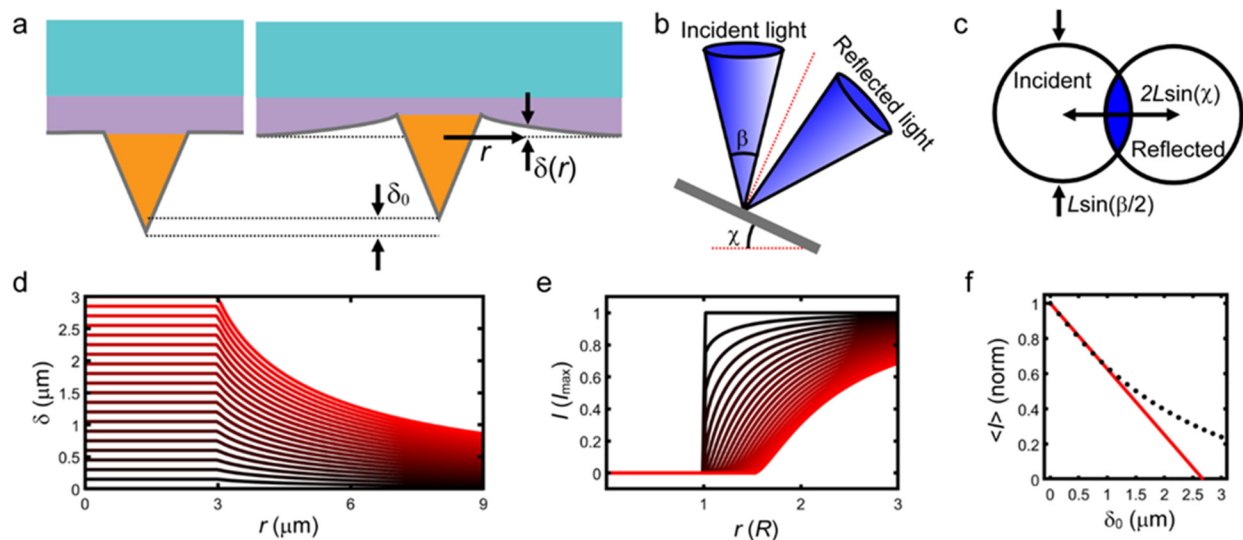 a
δ₀
r
δ(r)
b
Incident light
Reflected light
β
χ
c
Incident
2Lsin(χ)
Reflected
Lsin(β/2)
d
δ (μm)
3
2.5
2
1.5
1
0.5
0
0 3 6 9
r (μm)
e
I (Imax)
1
0.8
0.6
0.4
0.2
0
1 2 3
r (R)
f
<I> (norm)
1
0.8
0.6
0.4
0.2
0
0 0.5 1 1.5 2 2.5 3
δ₀ (μm)